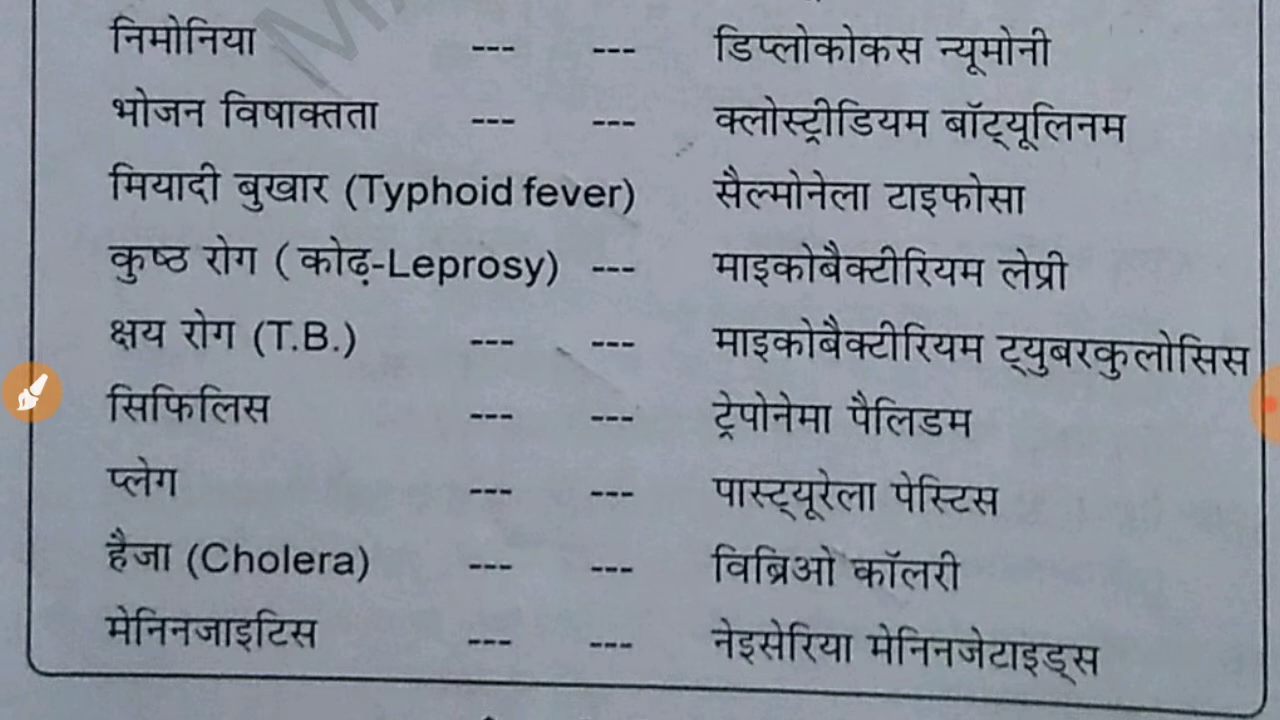 निमोनिया --- --- डिप्लोकोकस न्यूमोनी
भोजन विषाक्तता --- --- क्लोस्ट्रीडियम बॉट्यूलिनम
मियादी बुखार (Typhoid fever) सैल्मोनेला टाइफोसा
कुष्ठ रोग ( कोढ़-Leprosy) --- माइकोबैक्टीरियम लेप्री
क्षय रोग (T.B.) --- --- माइकोबैक्टीरियम ट्युबरकुलोसिस
सिफिलिस --- --- ट्रेपोनेमा पैलिडम
प्लेग --- --- पास्ट्यूरेला पेस्टिस
हैजा (Cholera) --- --- विब्रिओ कॉलरी
मेनिनजाइटिस --- --- नेइसेरिया मेनिनजेटाइड्स